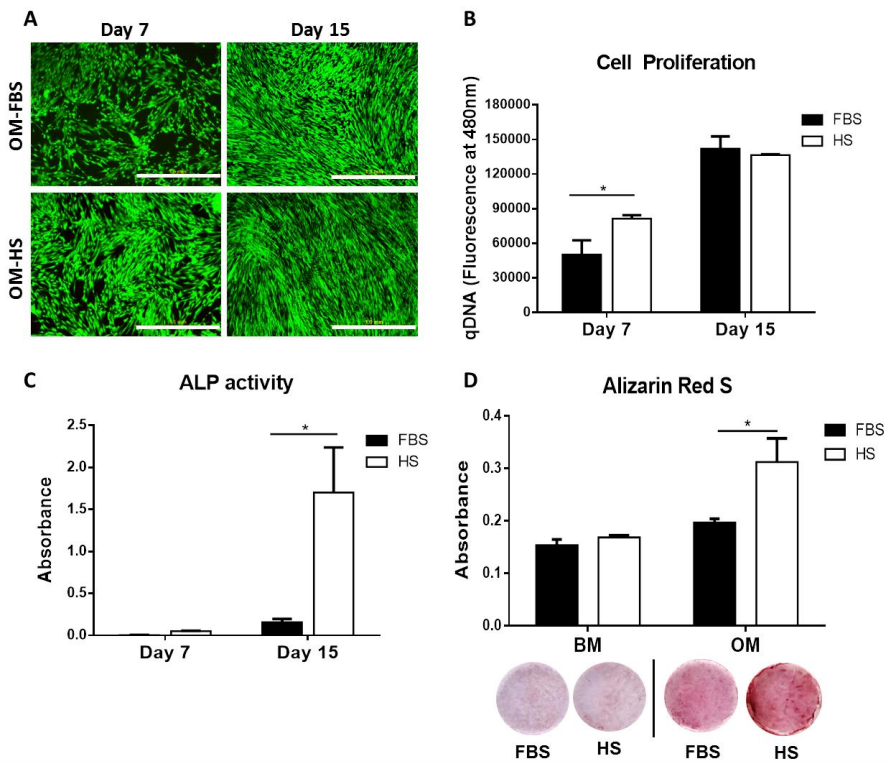 A
Day 7
Day 15
OM-FBS
OM-HS
1.0 mm
B
Cell Proliferation
qDNA (Fluorescence at 480nm)
180000
150000
120000
90000
60000
30000
0
*
FBS
HS
Day 7
Day 15
C
ALP activity
Absorbance
2.5
2.0
1.5
1.0
0.5
0.0
*
FBS
HS
Day 7
Day 15
D
Alizarin Red S
Absorbance
0.4
0.3
0.2
0.1
0.0
*
FBS
HS
BM
OM
FBS
HS
FBS
HS